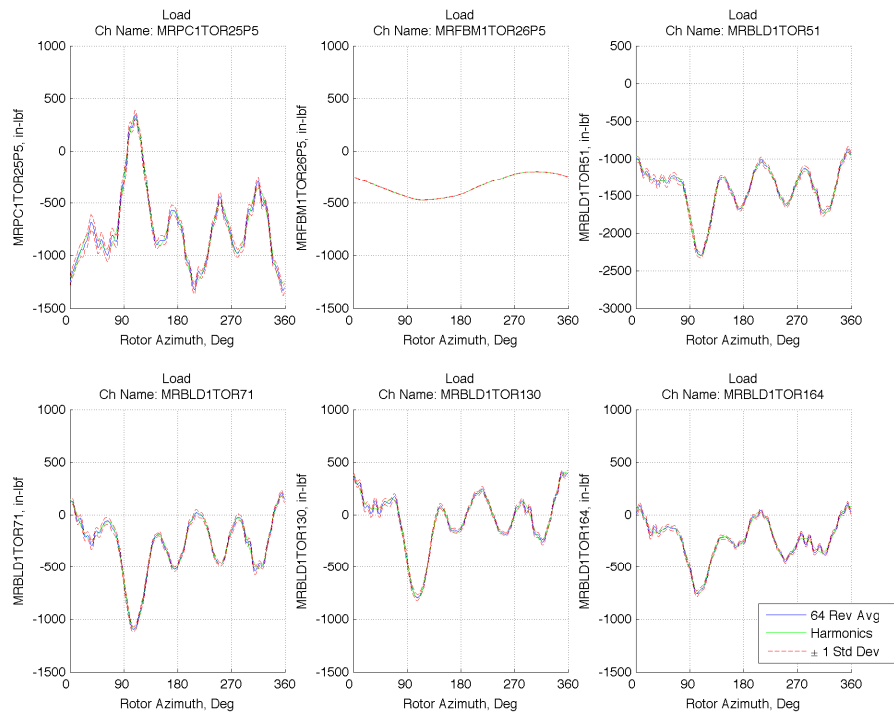 Load
Ch Name: MRPC1TOR25P5
1000
500
0
-500
-1000
-1500
MRPC1TOR25P5, in-lbf
0 90 180 270 360
Rotor Azimuth, Deg
Load
Ch Name: MRFBM1TOR26P5
1000
500
0
-500
-1000
-1500
MRFBM1TOR26P5, in-lbf
0 90 180 270 360
Rotor Azimuth, Deg
Load
Ch Name: MRBLD1TOR51
500
0
-500
-1000
-1500
-2000
-2500
-3000
MRBLD1TOR51, in-lbf
0 90 180 270 360
Rotor Azimuth, Deg
Load
Ch Name: MRBLD1TOR71
1000
500
0
-500
-1000
-1500
MRBLD1TOR71, in-lbf
0 90 180 270 360
Rotor Azimuth, Deg
Load
Ch Name: MRBLD1TOR130
1000
500
0
-500
-1000
-1500
MRBLD1TOR130, in-lbf
0 90 180 270 360
Rotor Azimuth, Deg
Load
Ch Name: MRBLD1TOR164
1000
500
0
-500
-1000
-1500
MRBLD1TOR164, in-lbf
0 90 180 270 360
Rotor Azimuth, Deg
64 Rev Avg
Harmonics
± 1 Std Dev